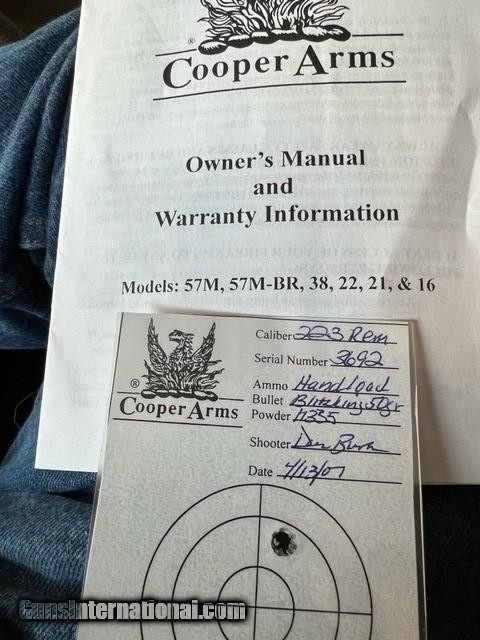 ®
Cooper Arms
Owner's Manual
and
Warranty Information
Models: 57M, 57M-BR, 38, 22, 21, & 16
Caliber 223 Rem
Serial Number 3692
Ammo Handload
Bullet Blitzking 50gr
Powder
Shooter Dan
Date 4/13/07
®
Cooper Arms
GunsInternational.com